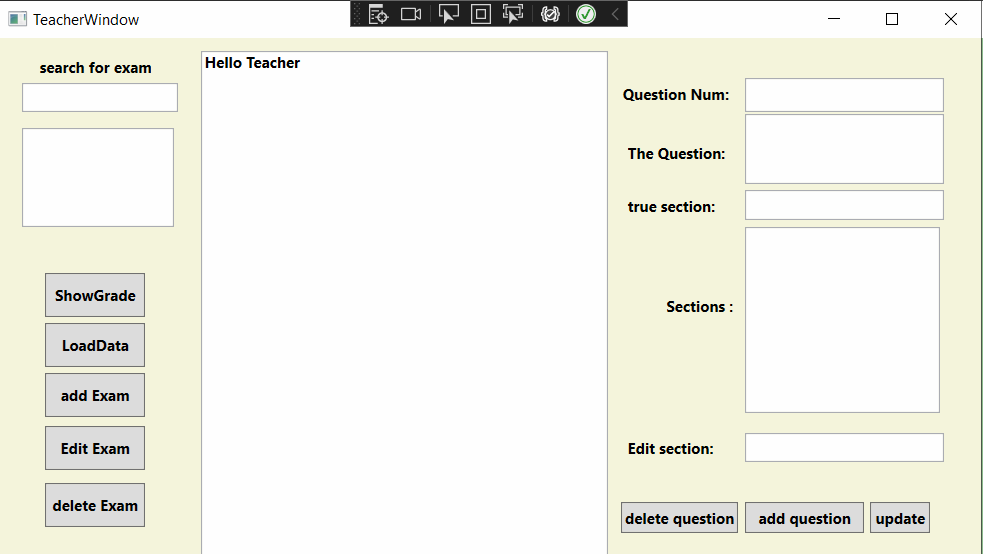 TeacherWindow
search for exam
Hello Teacher
ShowGrade
LoadData
add Exam
Edit Exam
delete Exam
Question Num:
The Question:
true section:
Sections :
Edit section:
delete question
add question
update